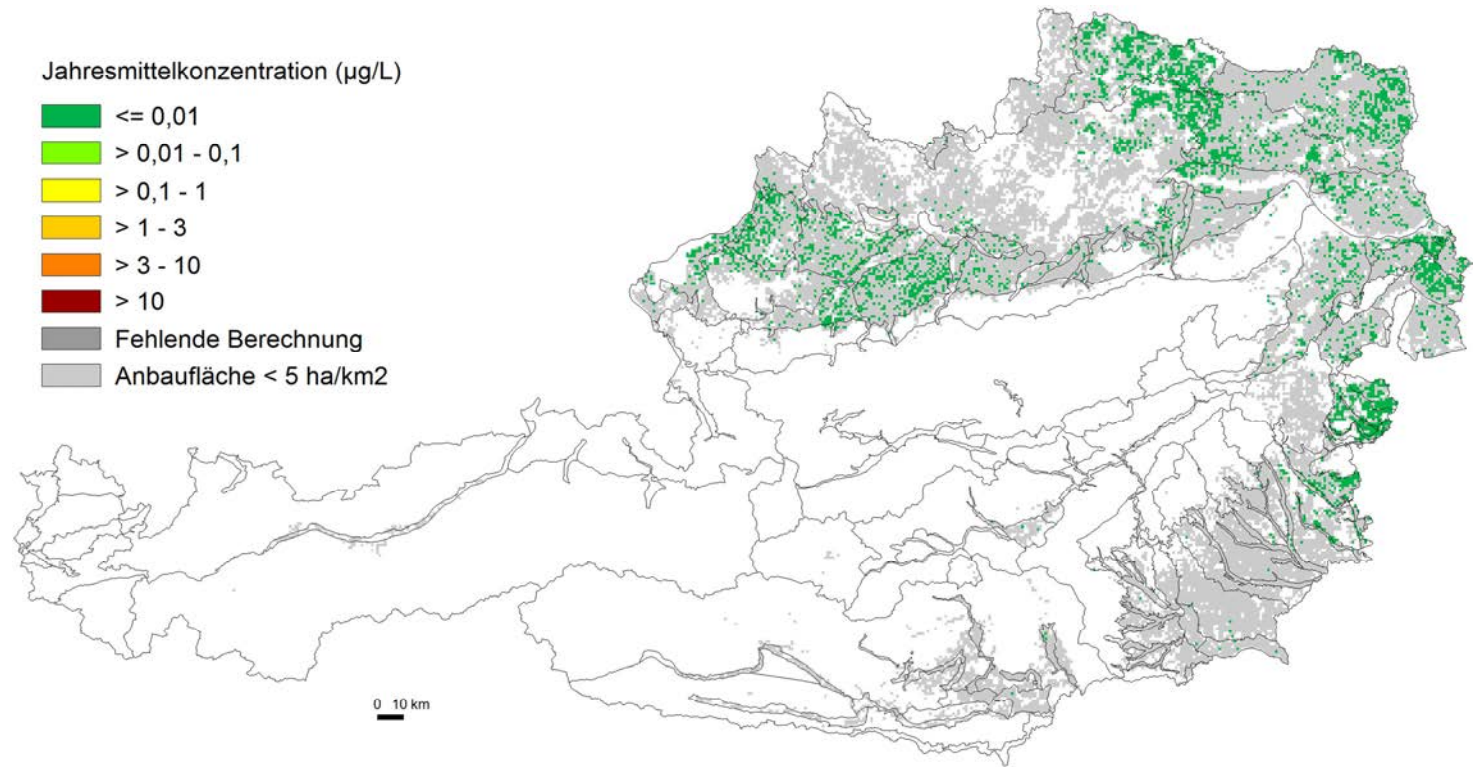 Jahresmittelkonzentration (µg/L)
<= 0,01
> 0,01 - 0,1
> 0,1 - 1
> 1 - 3
> 3 - 10
> 10
Fehlende Berechnung
Anbaufläche < 5 ha/km2
0 10 km